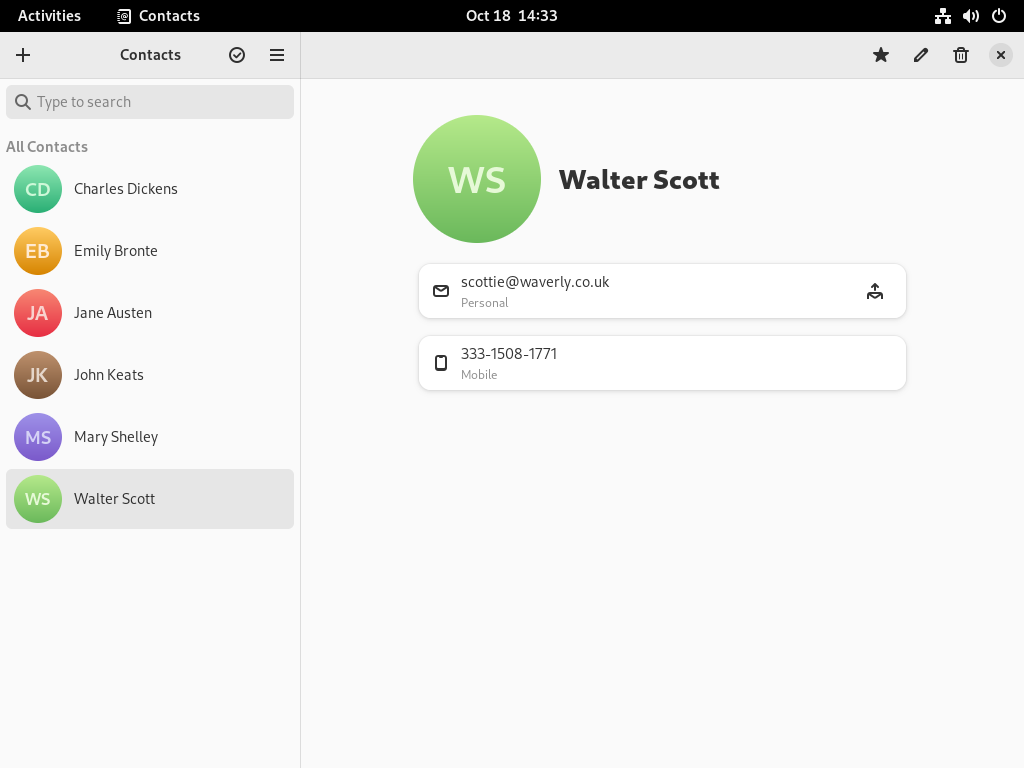 Activities
Contacts
Oct 18 14:33
Contacts
Type to search
All Contacts
CD
Charles Dickens
EB
Emily Bronte
JA
Jane Austen
JK
John Keats
MS
Mary Shelley
WS
Walter Scott
WS
Walter Scott
scottie@waverly.co.uk
Personal
333-1508-1771
Mobile